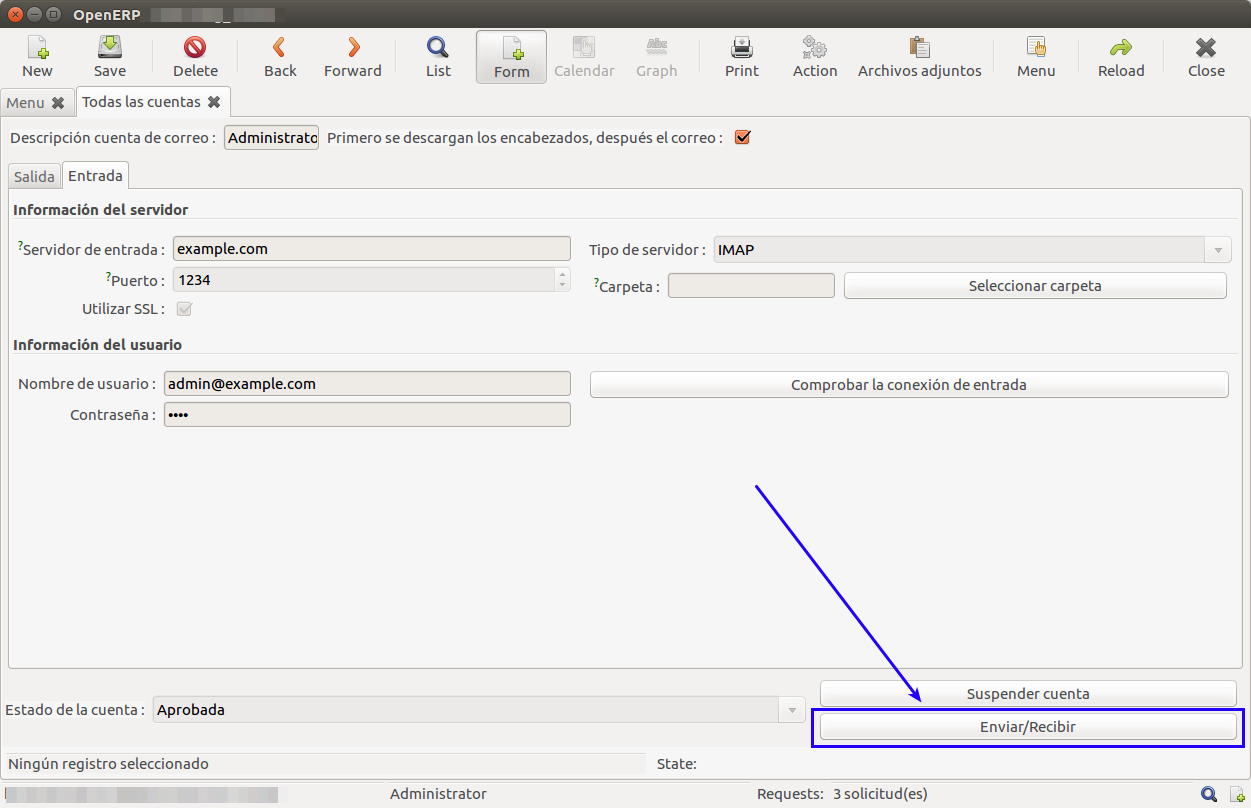 OpenERP
New Save Delete Back Forward List Form Calendar Abc Graph Print Action Archivos adjuntos Menu Reload Close
Menu Todas las cuentas
Descripción cuenta de correo : Administrato Primero se descargan los encabezados, después el correo :
Salida Entrada
Información del servidor
?Servidor de entrada : example.com Tipo de servidor : IMAP
?Puerto : 1234 ?Carpeta : Seleccionar carpeta
Utilizar SSL :
Información del usuario
Nombre de usuario : admin@example.com Comprobar la conexión de entrada
Contraseña : ••••
Suspender cuenta
Estado de la cuenta : Aprobada
Enviar/Recibir
Ningún registro seleccionado State:
Administrator Requests: 3 solicitud(es)